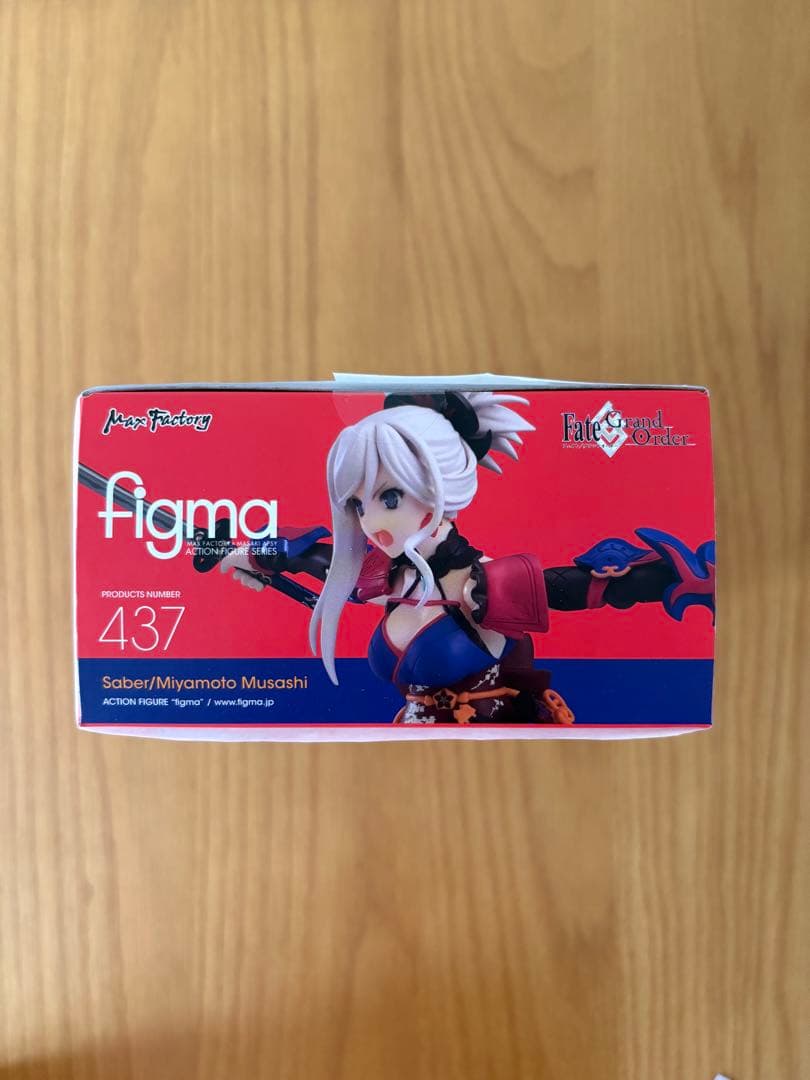 Max Factory
Fate Grand Order
figma
MAX FACTORY × MASAKI APSY
ACTION FIGURE SERIES
PRODUCTS NUMBER
437
Saber/Miyamoto Musashi
ACTION FIGURE "figma" / www.figma.jp